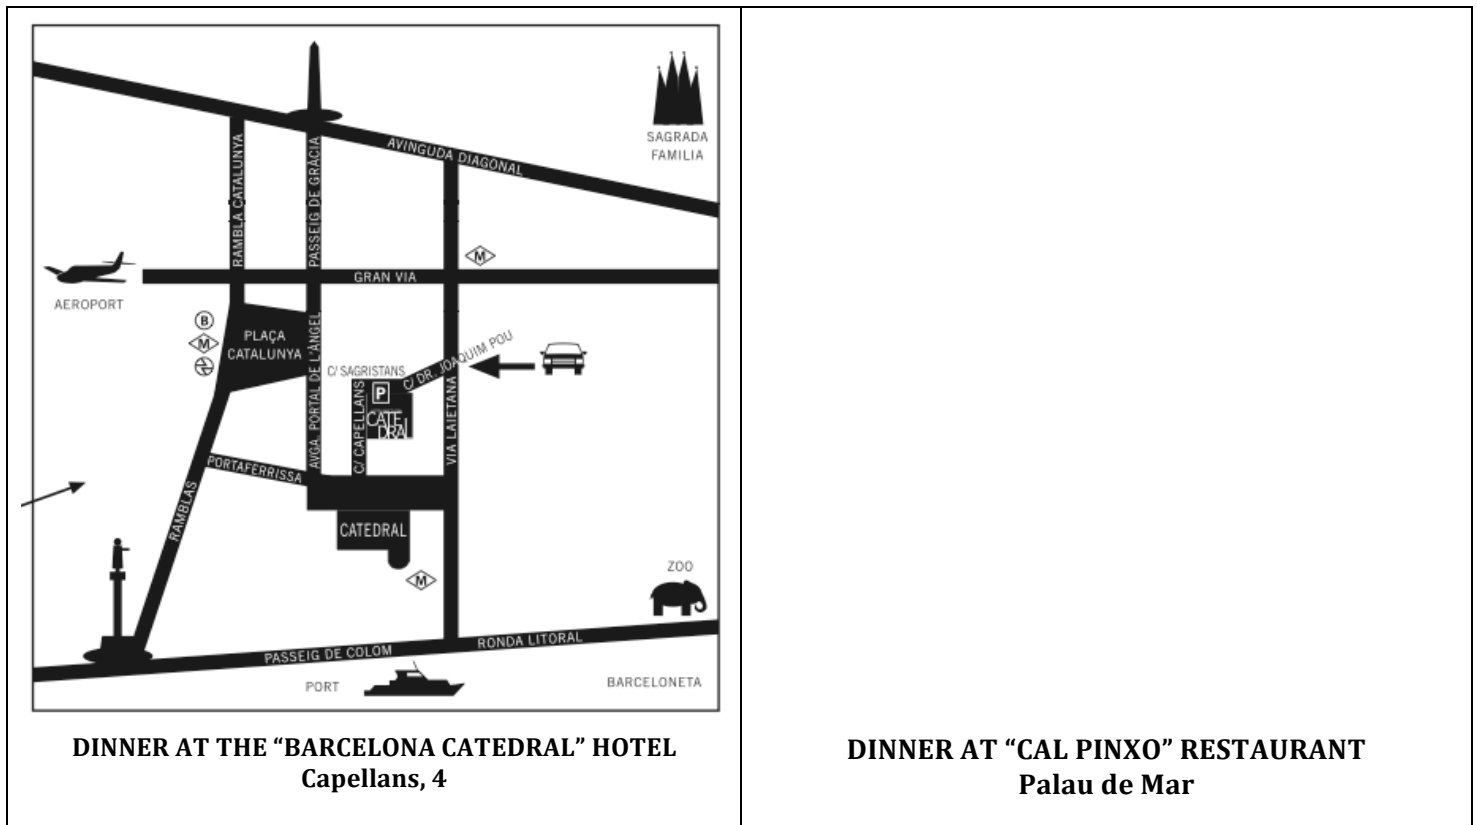 SAGRADA
FAMILIA
AVINGUDA DIAGONAL
RAMBLA CATALUNYA
PASSEIG DE GRÀCIA
M
GRAN VIA
AEROPORT
B
M
PLAÇA
CATALUNYA
AVGA. PORTAL DE L'ÀNGEL
C/ SAGRISTANS
C/ DR. JOAQUIM POU
P
CATE
DRAL
C/ CAPELLANS
VIA LAIETANA
PORTAFERRISSA
RAMBLAS
CATEDRAL
M
ZOO
PASSEIG DE COLOM
RONDA LITORAL
PORT
BARCELONETA
DINNER AT THE “BARCELONA CATEDRAL” HOTEL
Capellans, 4
DINNER AT “CAL PINXO” RESTAURANT
Palau de Mar